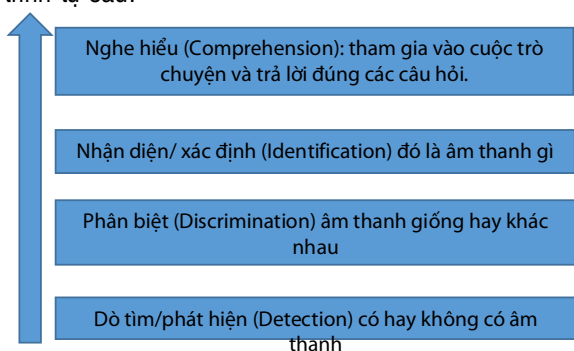 Nghe hiểu (Comprehension): tham gia vào cuộc trò
chuyện và trả lời đúng các câu hỏi.
Nhận diện/ xác định (Identification) đó là âm thanh gì
Phân biệt (Discrimination) âm thanh giống hay khác
nhau
Dò tìm/phát hiện (Detection) có hay không có âm
thanh